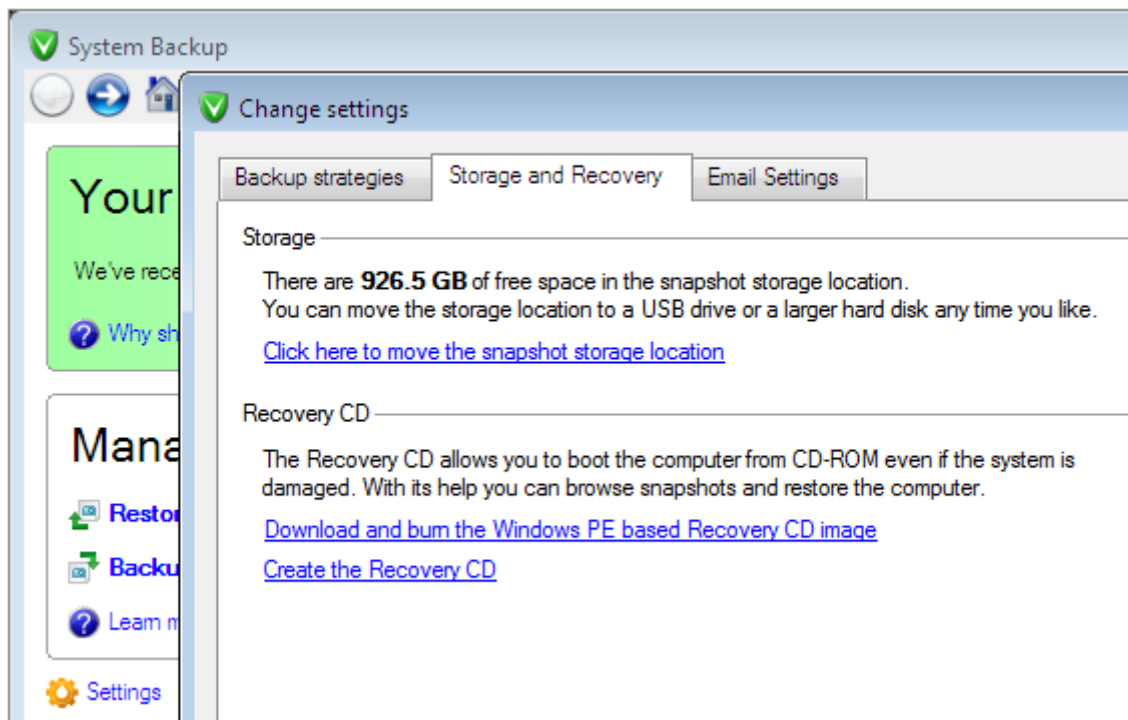 System Backup
Change settings
Backup strategies
Storage and Recovery
Email Settings
Your
We've rece
Why sh
Mana
Restor
Backu
Learn m
Settings
Storage
There are 926.5 GB of free space in the snapshot storage location.
You can move the storage location to a USB drive or a larger hard disk any time you like.
Click here to move the snapshot storage location
Recovery CD
The Recovery CD allows you to boot the computer from CD-ROM even if the system is
damaged. With its help you can browse snapshots and restore the computer.
Download and burn the Windows PE based Recovery CD image
Create the Recovery CD